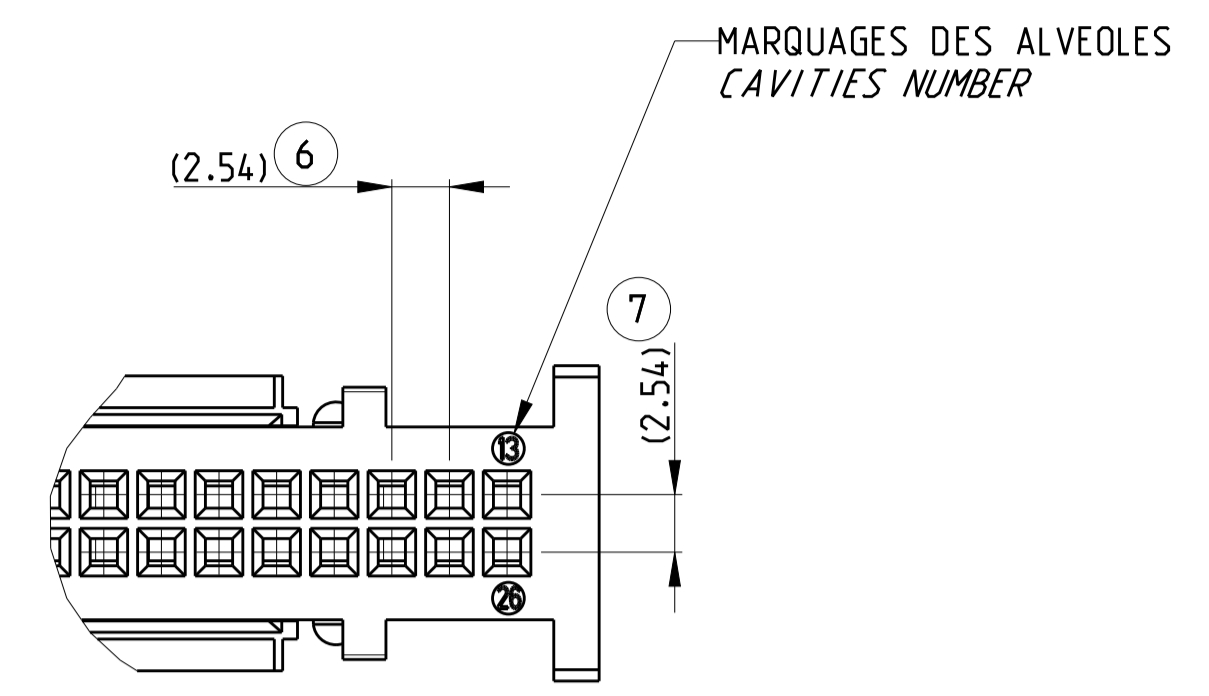 MARQUAGES DES ALVEOLES
CAVITIES NUMBER
(2.54) 6
7
(2.54)
13
26